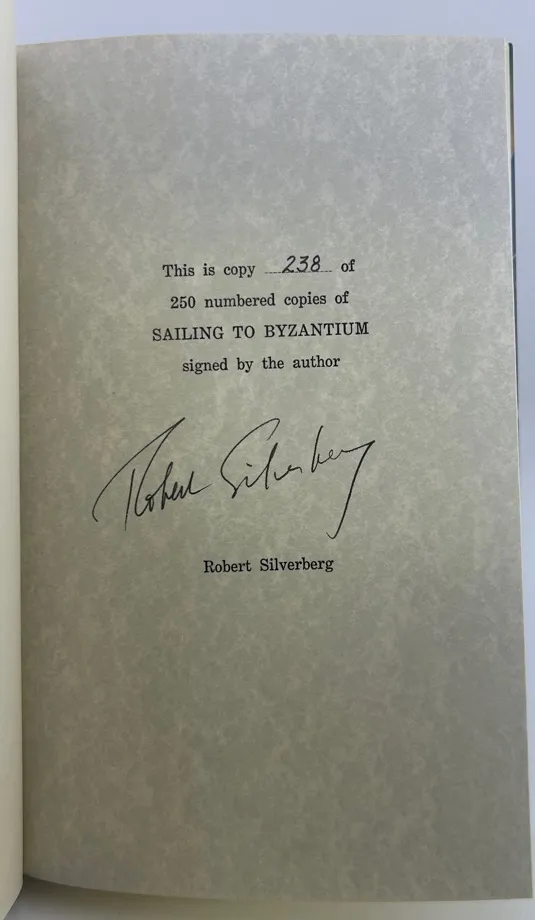 This is copy 238 of
250 numbered copies of
SAILING TO BYZANTIUM
signed by the author
Robert Silverberg
Robert Silverberg